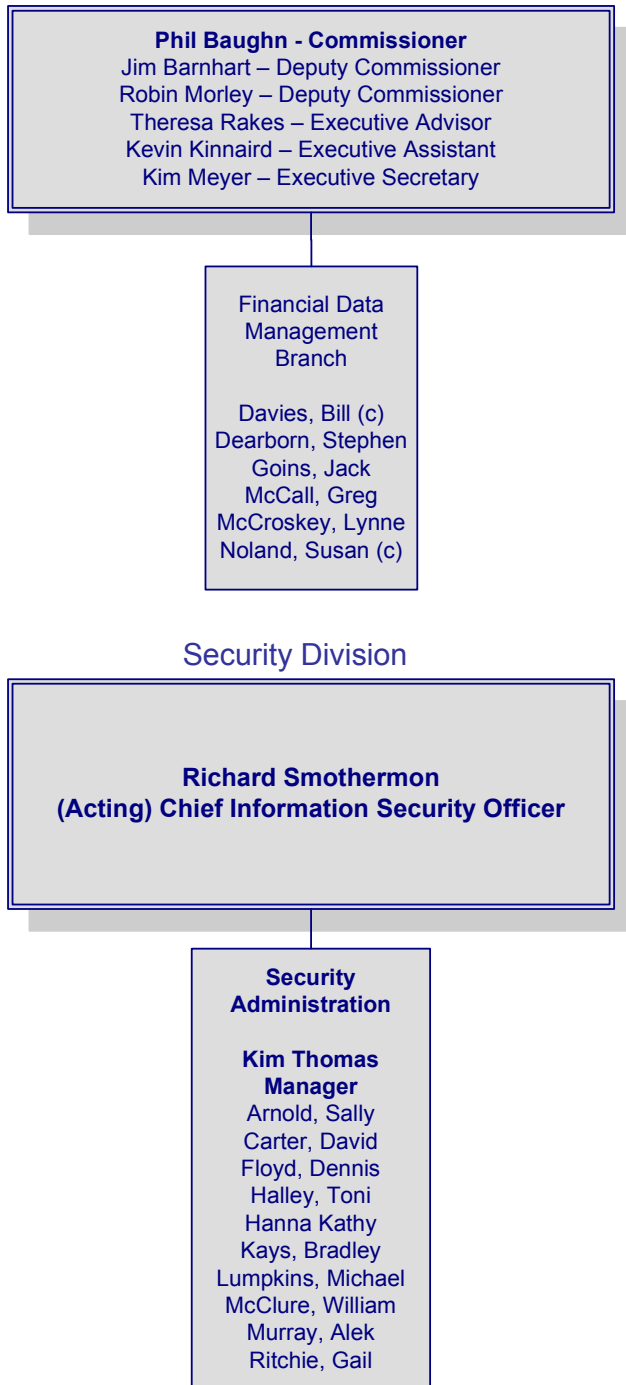 Phil Baughn - Commissioner
Jim Barnhart – Deputy Commissioner
Robin Morley – Deputy Commissioner
Theresa Rakes – Executive Advisor
Kevin Kinnaird – Executive Assistant
Kim Meyer – Executive Secretary
Financial Data
Management
Branch
Davies, Bill (c)
Dearborn, Stephen
Goins, Jack
McCall, Greg
McCroskey, Lynne
Noland, Susan (c)
Security Division
Richard Smothermon
(Acting) Chief Information Security Officer
Security
Administration
Kim Thomas
Manager
Arnold, Sally
Carter, David
Floyd, Dennis
Halley, Toni
Hanna Kathy
Kays, Bradley
Lumpkins, Michael
McClure, William
Murray, Alek
Ritchie, Gail